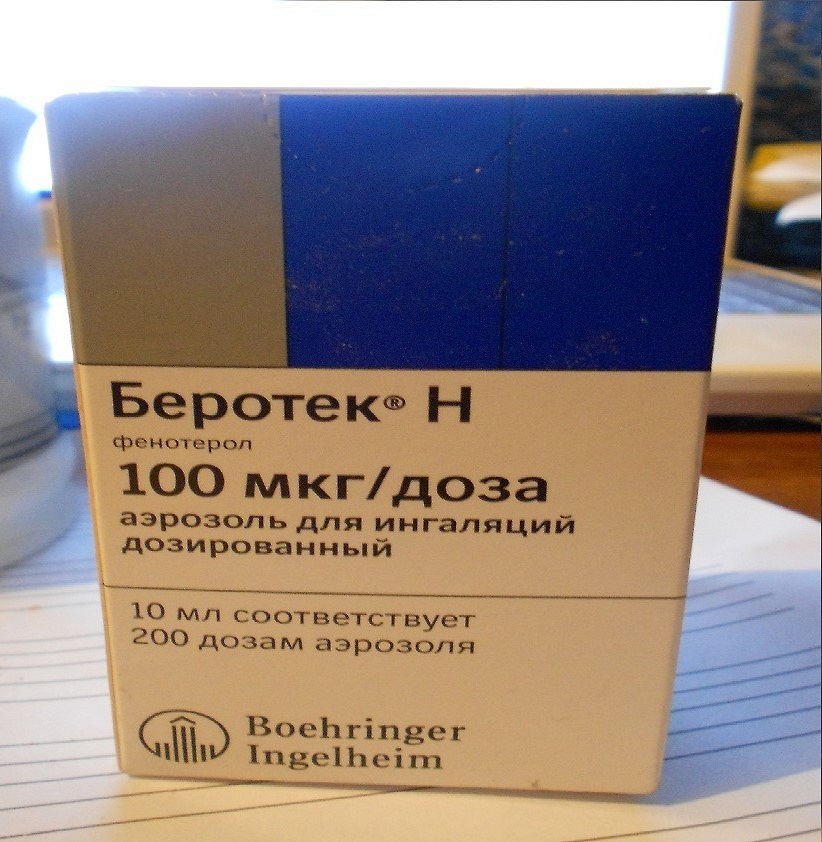 Беротек® Н
фенотерол
100 мкг/доза
аэрозоль для ингаляций
дозированный
10 мл соответствует
200 дозам аэрозоля
Boehringer
Ingelheim